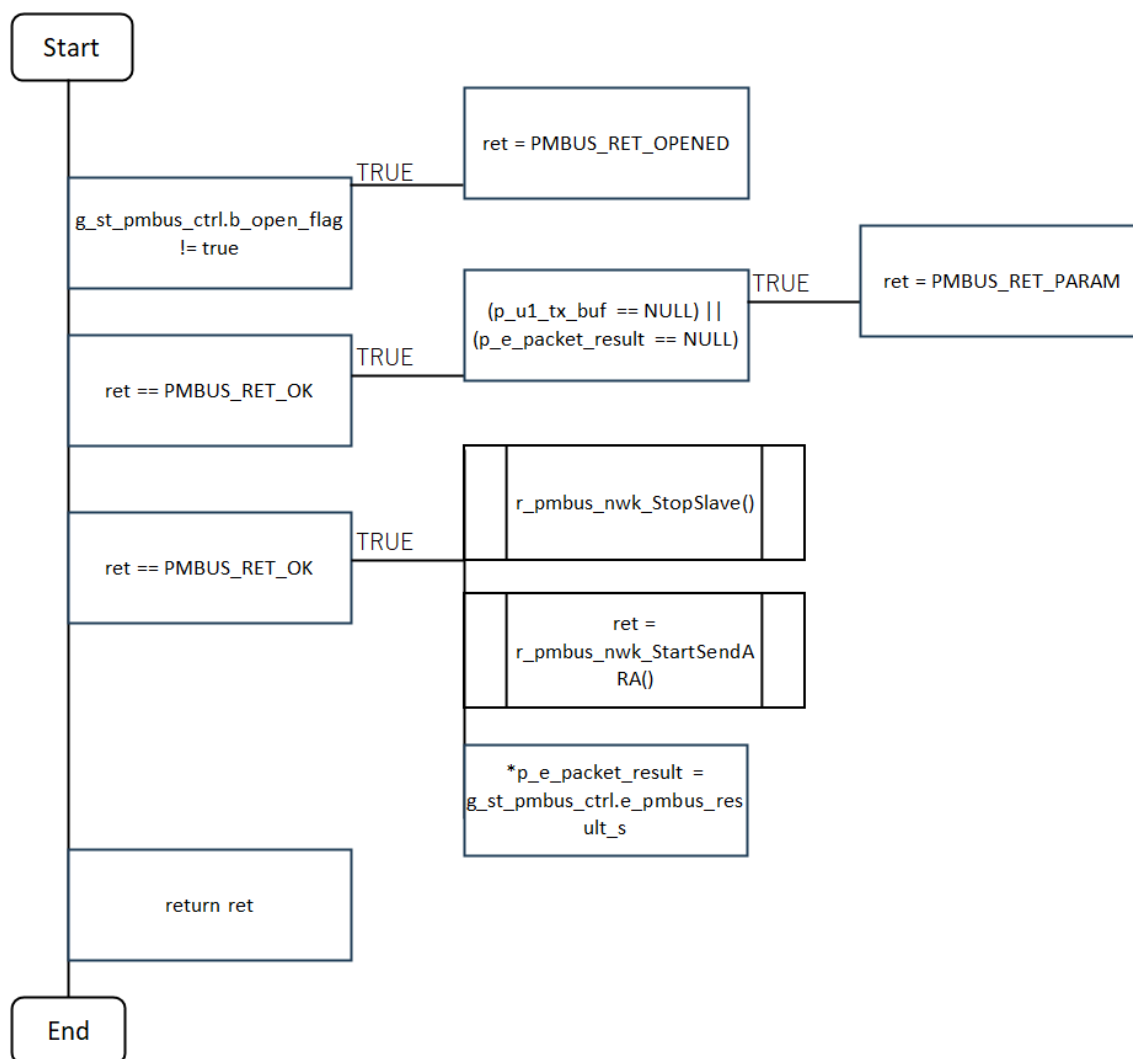 Start
ret = PMBUS_RET_OPENED
TRUE
g_st_pmbus_ctrl.b_open_flag
!= true
(p_u1_tx_buf == NULL) ||
(p_e_packet_result == NULL)
TRUE
ret = PMBUS_RET_PARAM
TRUE
ret == PMBUS_RET_OK
r_pmbus_nwk_StopSlave()
TRUE
ret == PMBUS_RET_OK
ret =
r_pmbus_nwk_StartSendA
RA()
*p_e_packet_result =
g_st_pmbus_ctrl.e_pmbus_res
ult_s
return ret
End